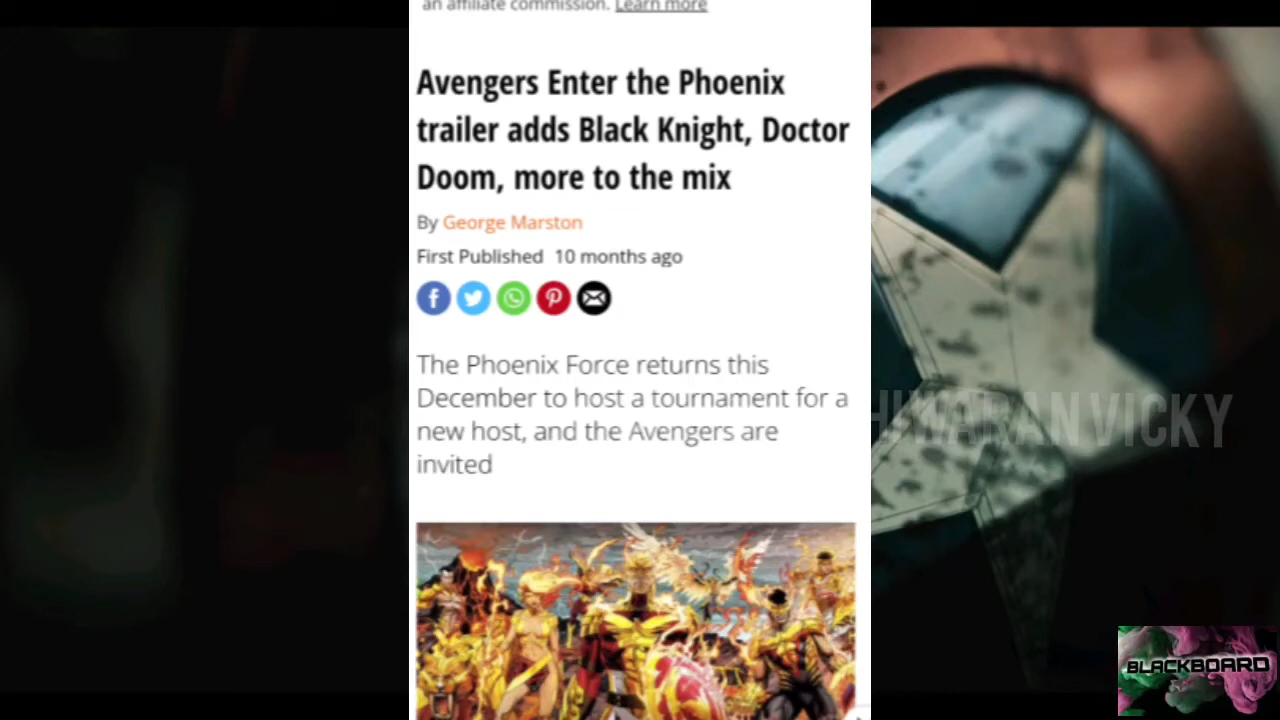 an affiliate commission. Learn more
Avengers Enter the Phoenix
trailer adds Black Knight, Doctor
Doom, more to the mix
By George Marston
First Published 10 months ago
The Phoenix Force returns this
December to host a tournament for a
new host, and the Avengers are
invited
VICKY
BLACKBOARD